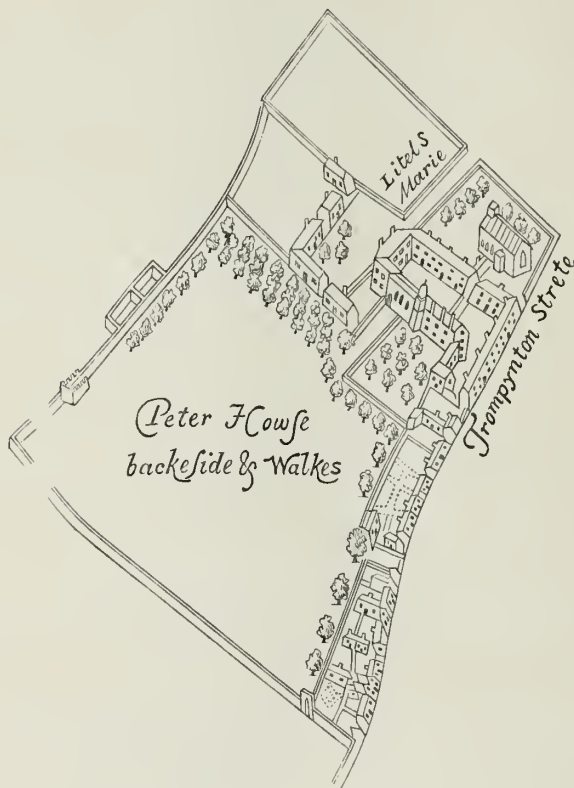 Litel S
Marie
Trompynton Strete
Peter Howſe
backeſide & Walkes